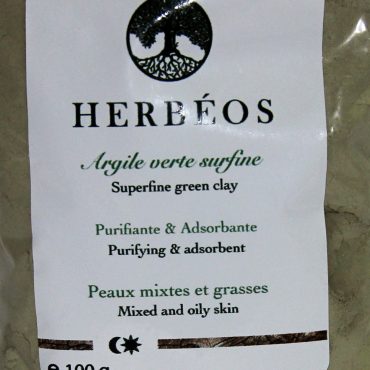 HERBÉOS
Argile verte surfine
Superfine green clay
Purifiante & Adsorbante
Purifying & adsorbent
Peaux mixtes et grasses
Mixed and oily skin
℮ 100 g